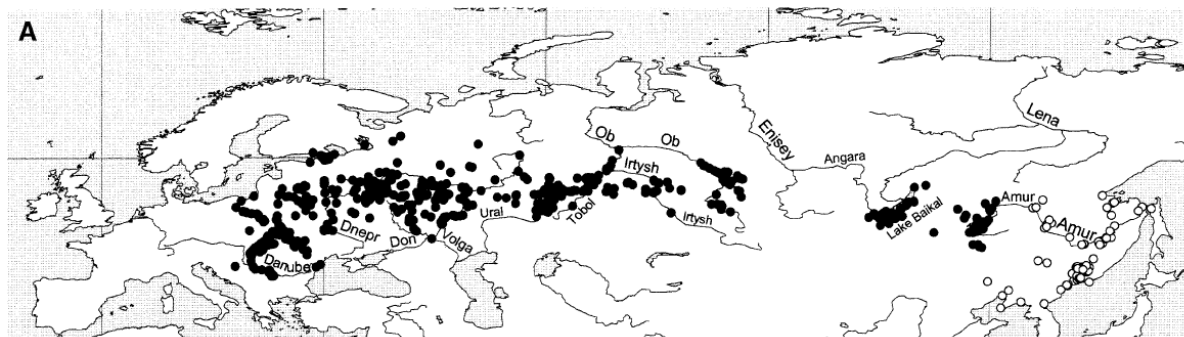 A
Lena
Ob
Ob
Enisey
Irtysh
Angara
Amur
Ural
Tobol
Irtysh
Lake Baikal
Amur
Dnepr
Don
Volga
Danube